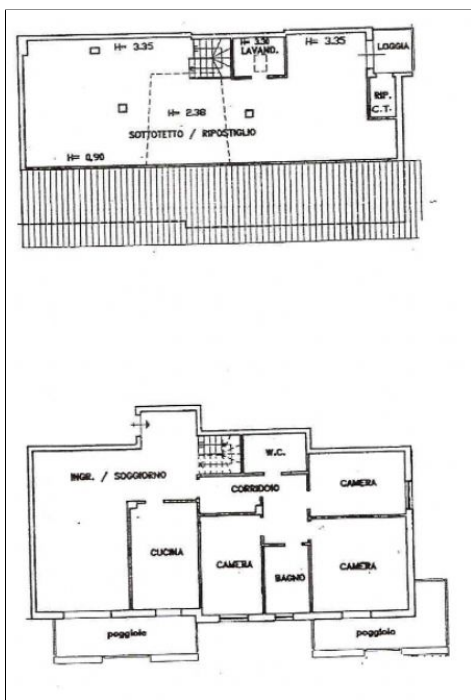 H= 3.35
H= 3.30
LAVAND.
H= 3.35
LOGGIA
RIP.
C.T.
H= 2.38
SOTTOTETTO / RIPOSTIGLIO
H= 0,90
W.C.
INGR. / SOGGIORNO
CORRIDOIO
CAMERA
CUCINA
CAMERA
BAGNO
CAMERA
poggiolo
poggiolo